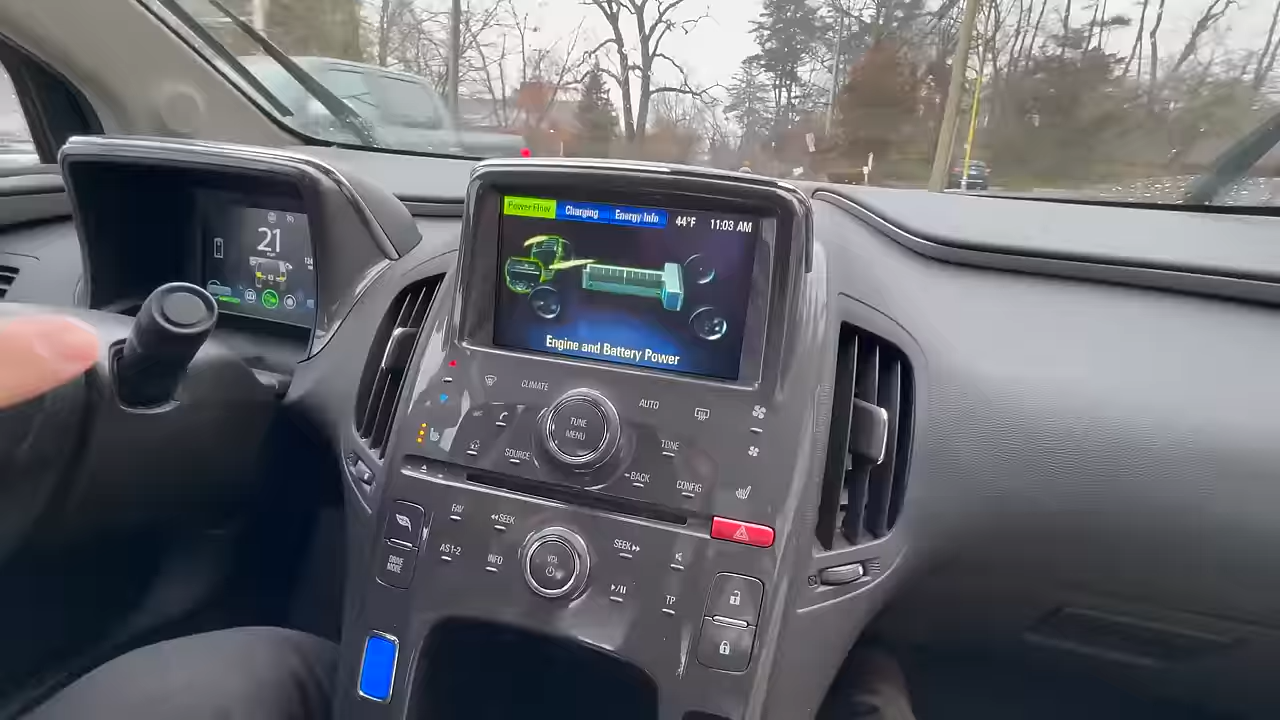 Power Flow
Charging
Energy Info
44°F
11:03 AM
21
Engine and Battery Power
CLIMATE
AUTO
TUNE
MENU
TONE
SOURCE
BACK
CONFIG
FAV
SEEK
AS 1-2
INFO
SEEK
VOL
TP
DRIVE
MODE